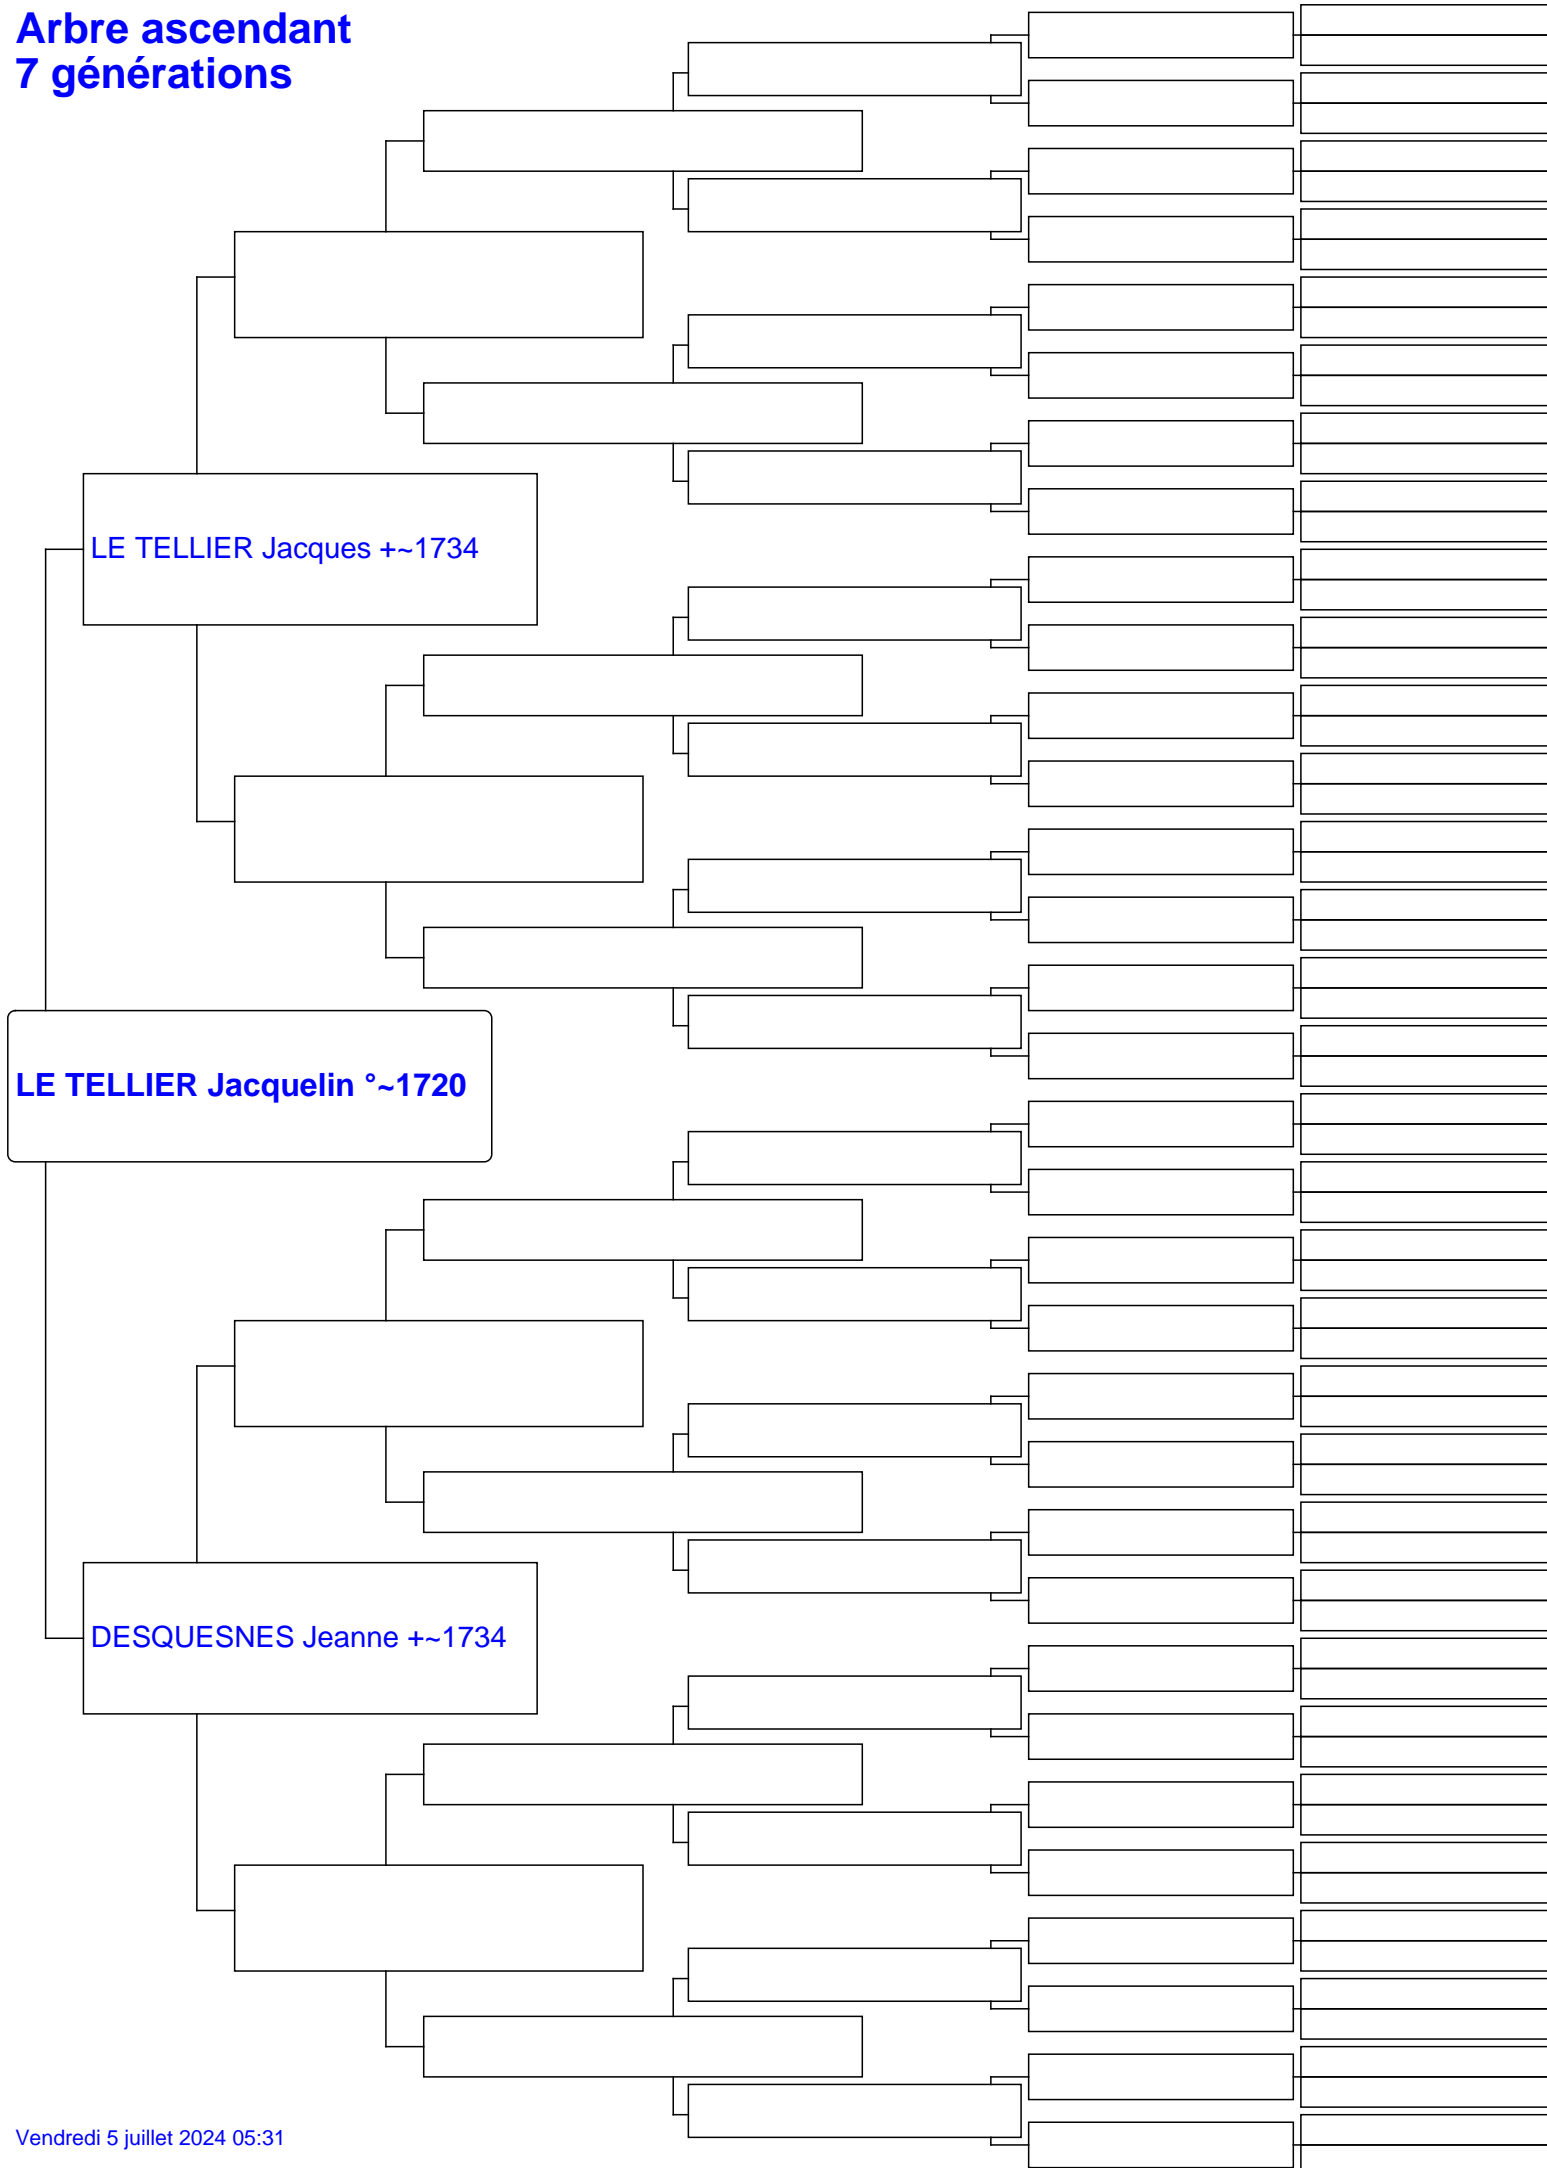 Arbre ascendant
7 générations
LE TELLIER Jacques +~1734
LE TELLIER Jacquelin °~1720
DESQUESNES Jeanne +~1734
Vendredi 5 juillet 2024 05:31